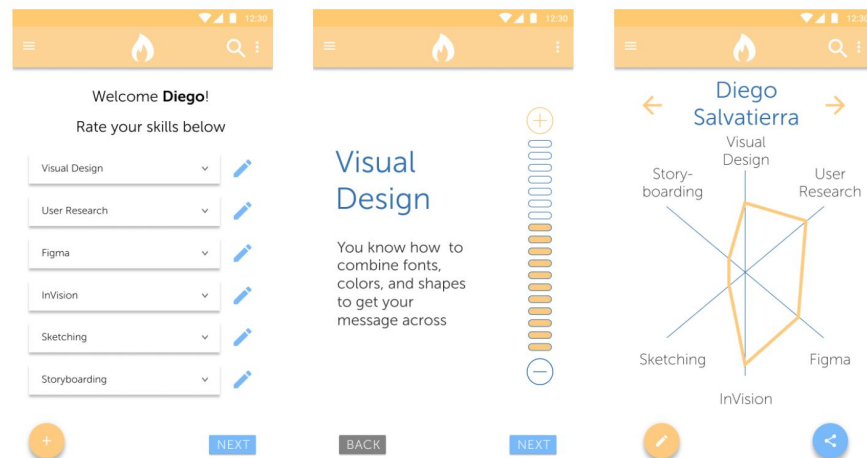 12:30
Welcome Diego!
Rate your skills below
Visual Design
User Research
Figma
InVision
Sketching
Storyboarding
+
NEXT
12:30
Visual
Design
You know how to
combine fonts,
colors, and shapes
to get your
message across
BACK
NEXT
12:30
Diego
Salvatierra
Visual
Design
Story-
boarding
User
Research
Sketching
Figma
InVision